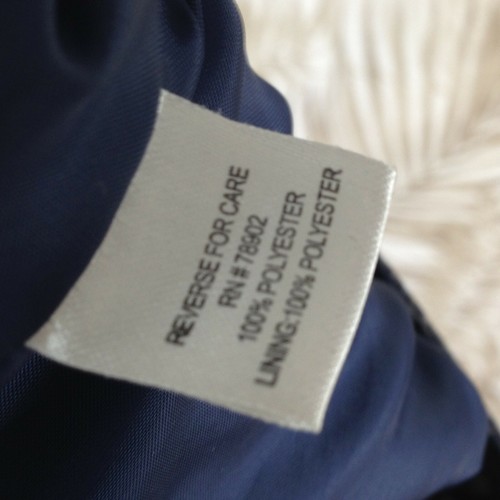 REVERSE FOR CARE
RN # 78902
100% POLYESTER
LINING:100% POLYESTER